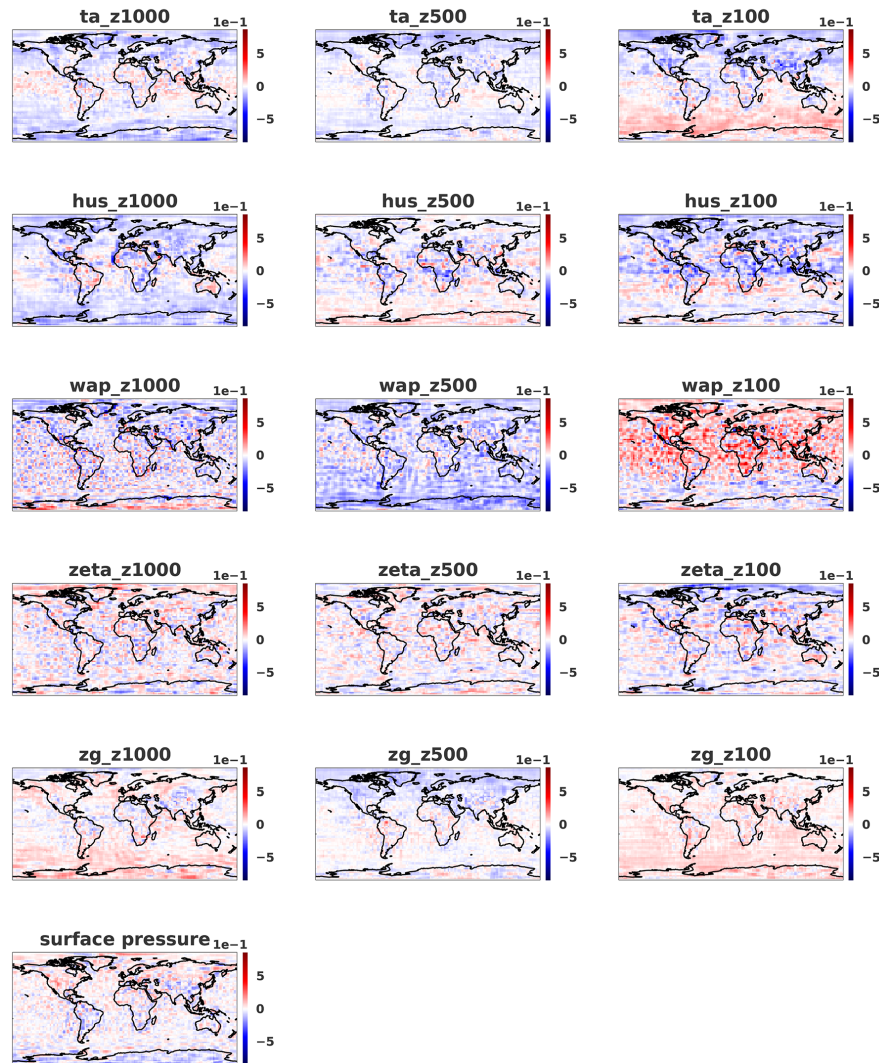 ta_z1000 1e−1 ta_z500 1e−1 ta_z100 1e−1
5 5 5
0 0 0
−5 −5 −5
hus_z1000 1e−1 hus_z500 1e−1 hus_z100 1e−1
5 5 5
0 0 0
−5 −5 −5
wap_z1000 1e−1 wap_z500 1e−1 wap_z100 1e−1
5 5 5
0 0 0
−5 −5 −5
zeta_z1000 1e−1 zeta_z500 1e−1 zeta_z100 1e−1
5 5 5
0 0 0
−5 −5 −5
zg_z1000 1e−1 zg_z500 1e−1 zg_z100 1e−1
5 5 5
0 0 0
−5 −5 −5
surface pressure 1e−1
5
0
−5